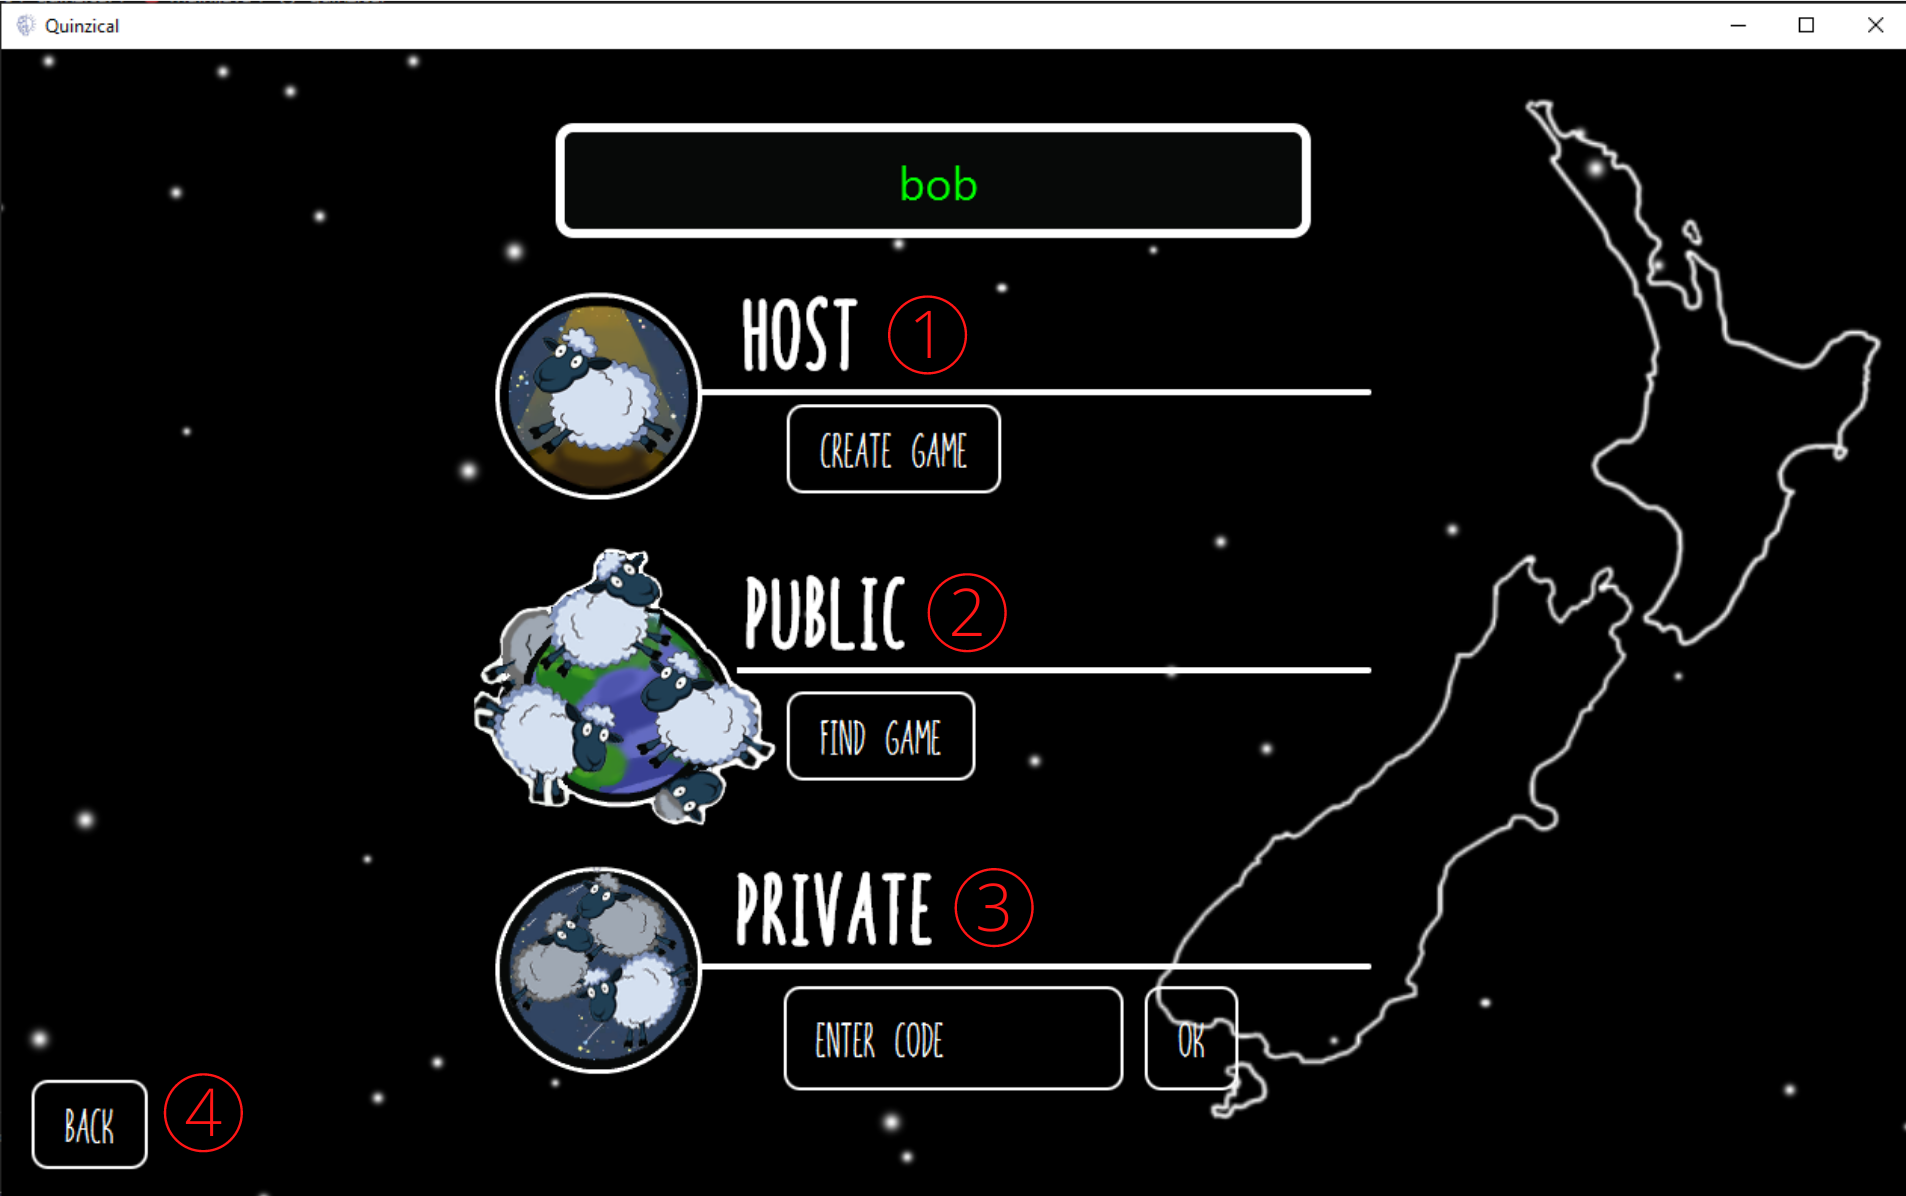 Quinzical
bob
HOST 1
CREATE GAME
PUBLIC 2
FIND GAME
PRIVATE 3
ENTER CODE OK
BACK 4